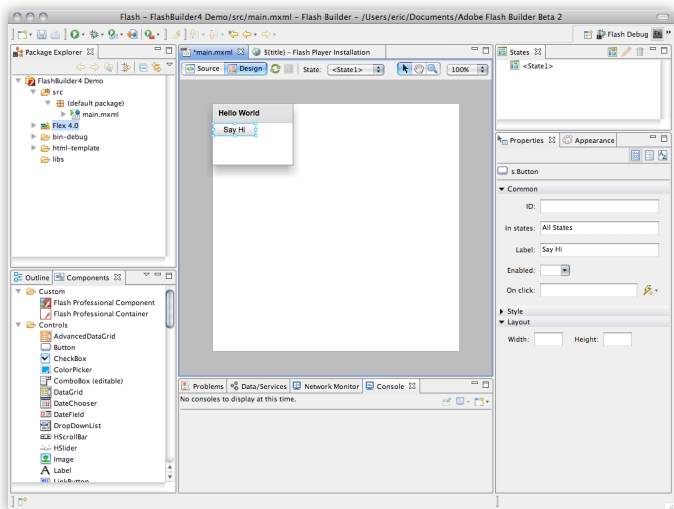 Flash - FlashBuilder4 Demo/src/main.mxml - Flash Builder - /Users/eric/Documents/Adobe Flash Builder Beta 2
Flash Debug
Package Explorer
FlashBuilder4 Demo
src
(default package)
main.mxml
Flex 4.0
bin-debug
html-template
libs
*main.mxml
${title} - Flash Player Installation
Source
Design
State:
<State1>
100%
Hello World
Say Hi
States
<State1>
Properties
Appearance
s:Button
Common
ID:
In states: All States
Label: Say Hi
Enabled:
On click:
Style
Layout
Width:
Height:
Outline
Components
Custom
Flash Professional Component
Flash Professional Container
Controls
AdvancedDataGrid
Button
CheckBox
ColorPicker
ComboBox (editable)
DataGrid
DateChooser
DateField
DropDownList
HScrollBar
HSlider
Image
Label
LinkButton
Problems
Data/Services
Network Monitor
Console
No consoles to display at this time.